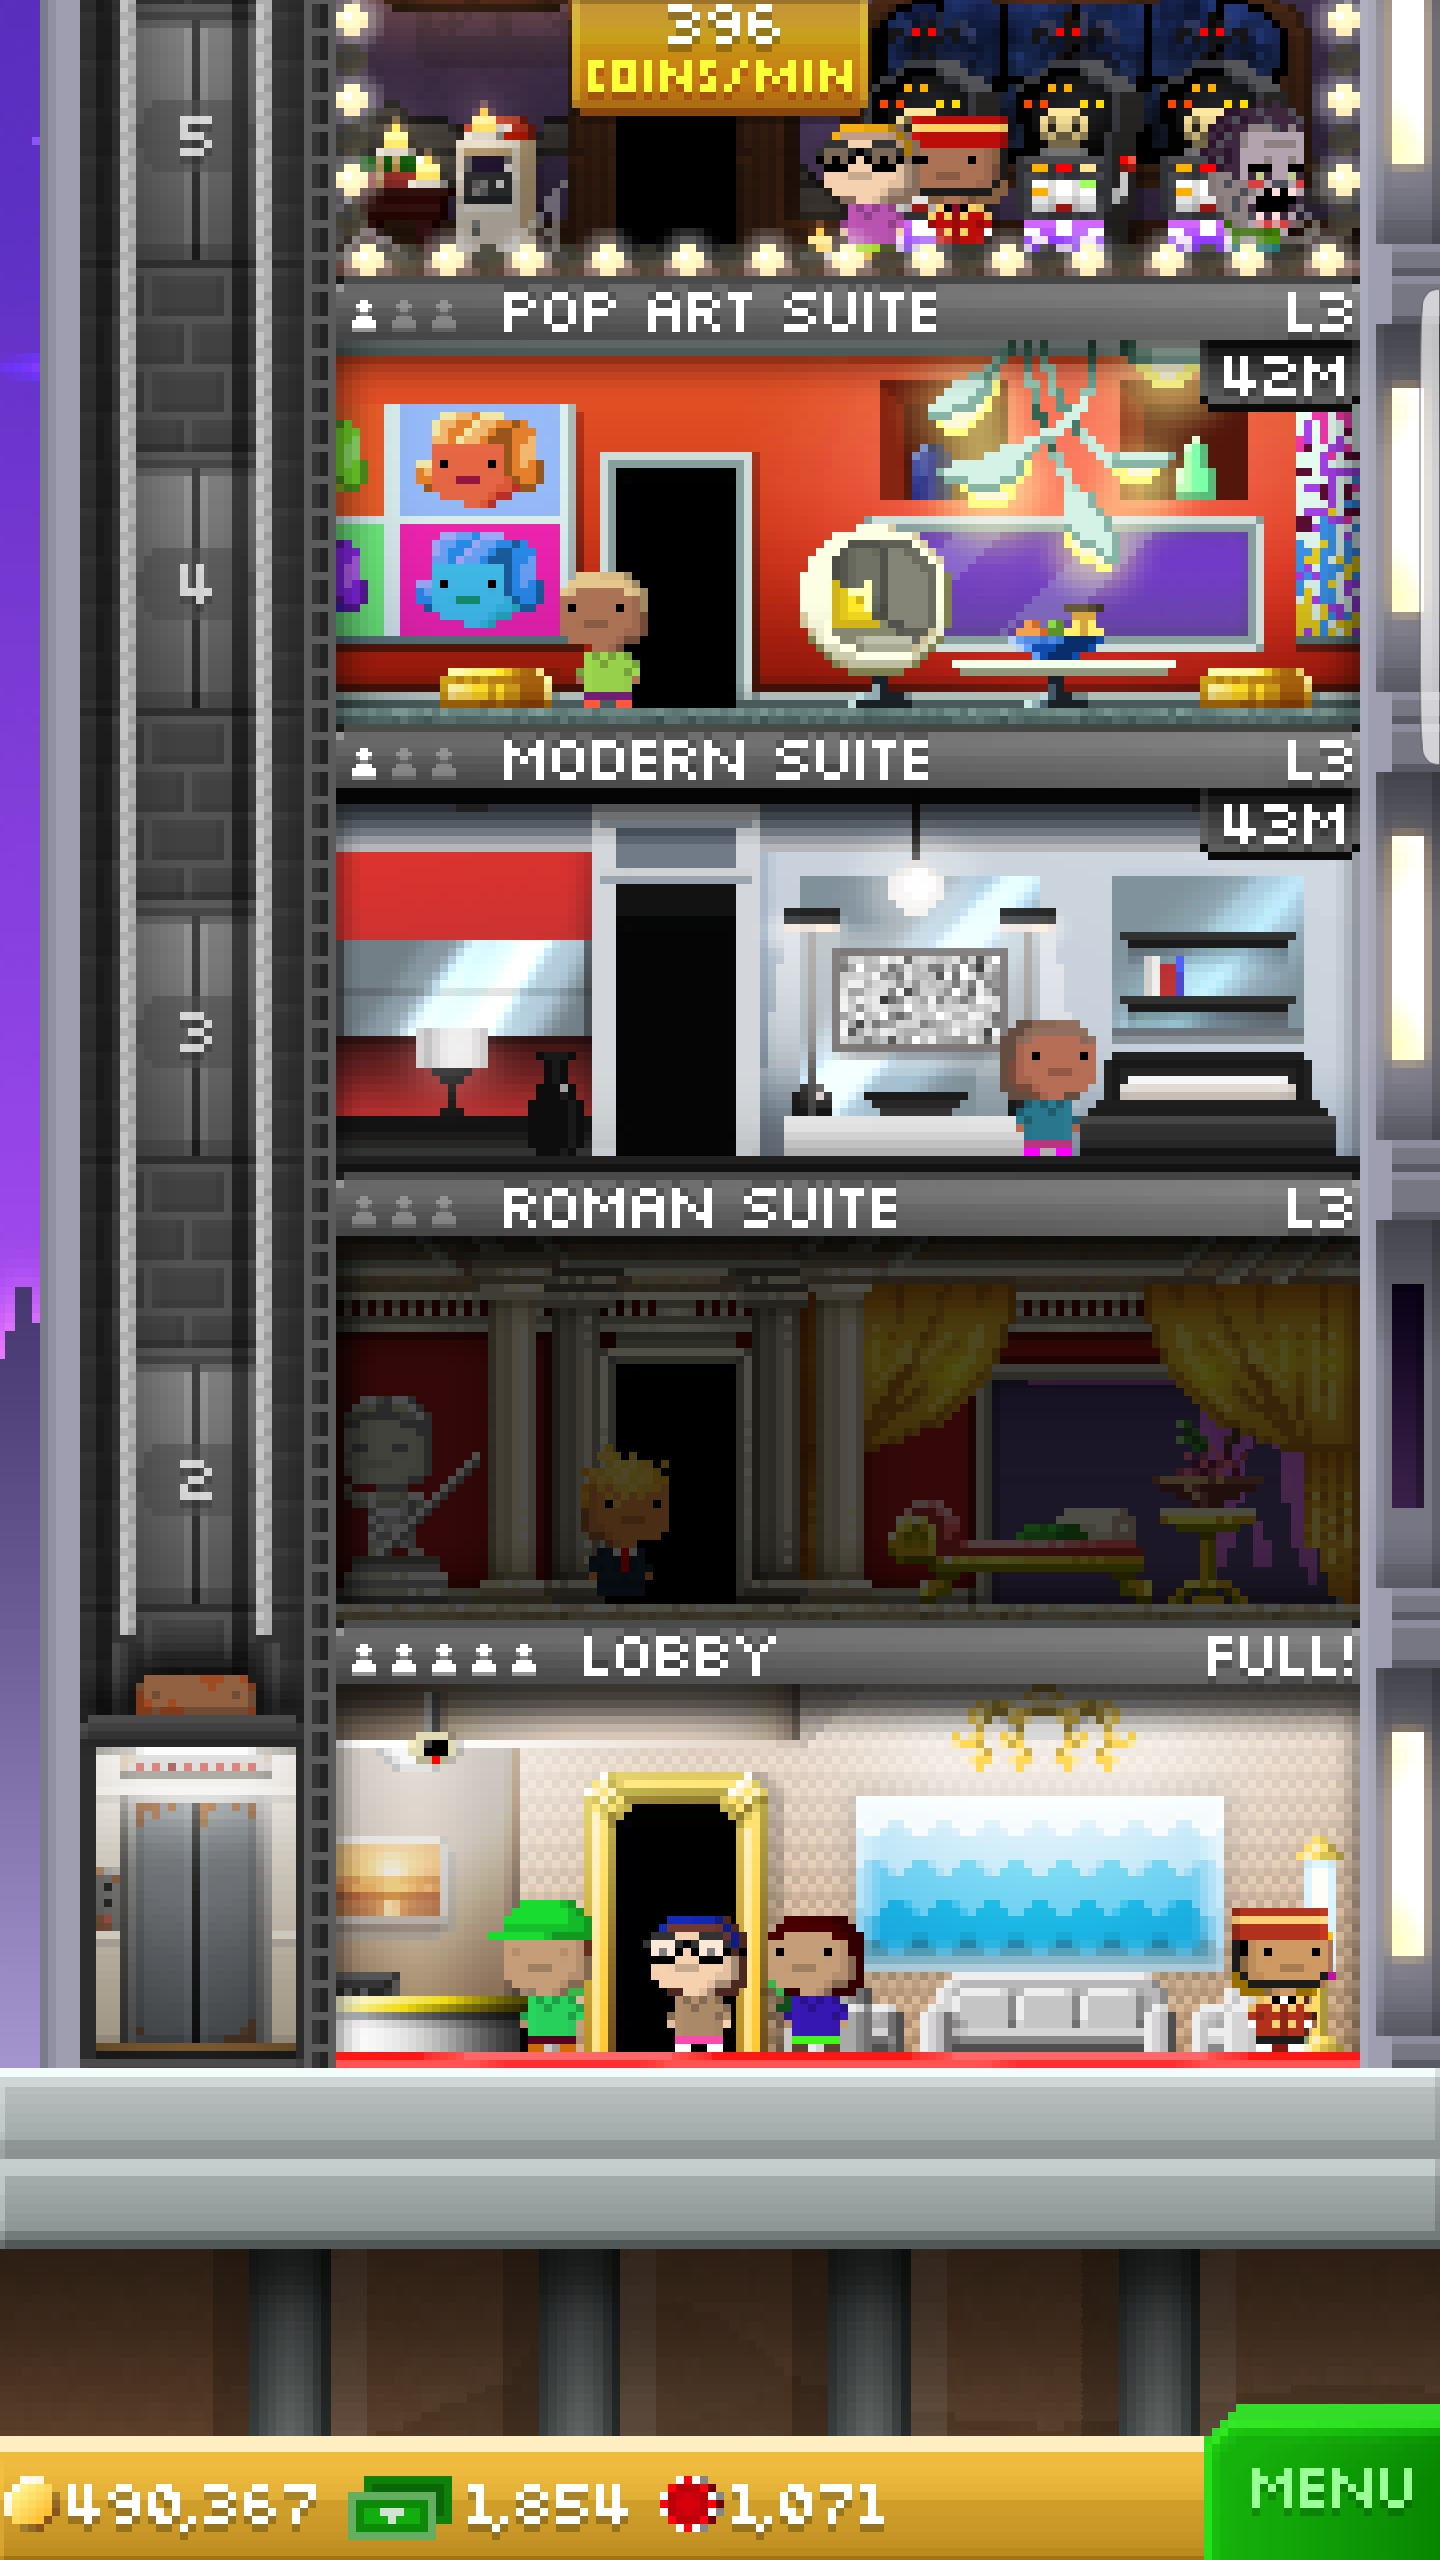 396
COINS/MIN
5
POP ART SUITE L3
42M
4
MODERN SUITE L3
43M
3
ROMAN SUITE L3
2
LOBBY FULL!
490,367 1,854 1,071
MENU